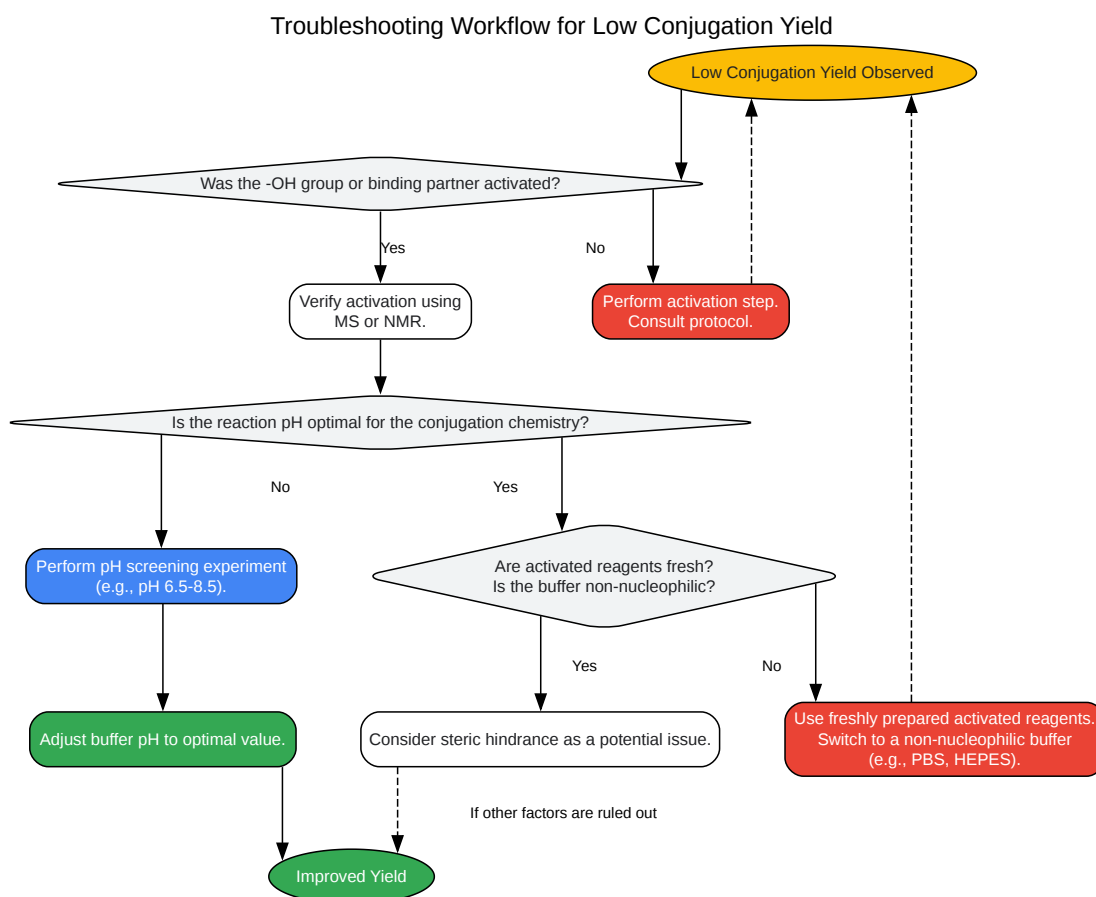 Troubleshooting Workflow for Low Conjugation Yield
Low Conjugation Yield Observed
Was the -OH group or binding partner activated?
Yes
No
Verify activation using
MS or NMR.
Perform activation step.
Consult protocol.
Is the reaction pH optimal for the conjugation chemistry?
No
Yes
Perform pH screening experiment
(e.g., pH 6.5-8.5).
Are activated reagents fresh?
Is the buffer non-nucleophilic?
Yes
No
Adjust buffer pH to optimal value.
Consider steric hindrance as a potential issue.
Use freshly prepared activated reagents.
Switch to a non-nucleophilic buffer
(e.g., PBS, HEPES).
If other factors are ruled out
Improved Yield